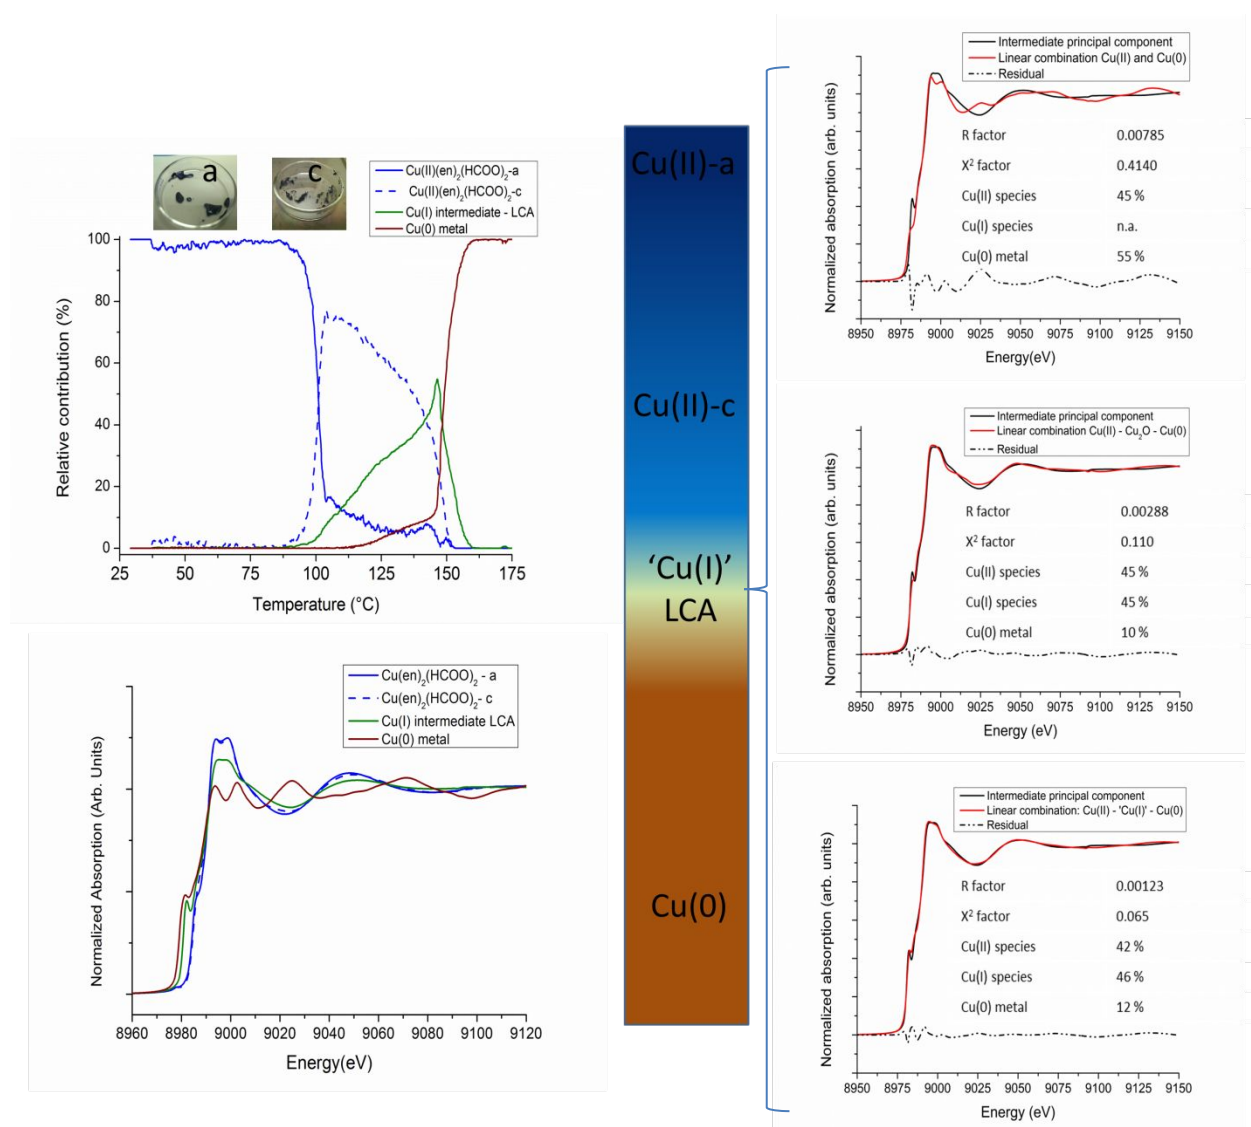 a
c
Cu(II)(en)₂(HCOO)₂-a
Cu(II)(en)₂(HCOO)₂-c
Cu(I) intermediate - LCA
Cu(0) metal
100
80
60
40
20
0
Relative contribution (%)
25
50
75
100
125
150
175
Temperature (°C)
Cu(en)₂(HCOO)₂ - a
Cu(en)₂(HCOO)₂- c
Cu(I) intermediate LCA
Cu(0) metal
Normalized Absorption (Arb. Units)
8960
8980
9000
9020
9040
9060
9080
9100
9120
Energy(eV)
Cu(II)-a
Cu(II)-c
‘Cu(I)’
LCA
Cu(0)
Intermediate principal component
Linear combination Cu(II) and Cu(0)
Residual
Normalized absorption (arb. units)
R factor 0.00785
X² factor 0.4140
Cu(II) species 45 %
Cu(I) species n.a.
Cu(0) metal 55 %
8950
8975
9000
9025
9050
9075
9100
9125
9150
Energy(eV)
Intermediate principal component
Linear combination Cu(II) - Cu₂O - Cu(0)
Residual
Normalized absorption (arb. units)
R factor 0.00288
X² factor 0.110
Cu(II) species 45 %
Cu(I) species 45 %
Cu(0) metal 10 %
8950
8975
9000
9025
9050
9075
9100
9125
9150
Energy (eV)
Intermediate principal component
Linear combination: Cu(II) - 'Cu(I)' - Cu(0)
Residual
Normalized absorption (arb. units)
R factor 0.00123
X² factor 0.065
Cu(II) species 42 %
Cu(I) species 46 %
Cu(0) metal 12 %
8950
8975
9000
9025
9050
9075
9100
9125
9150
Energy (eV)